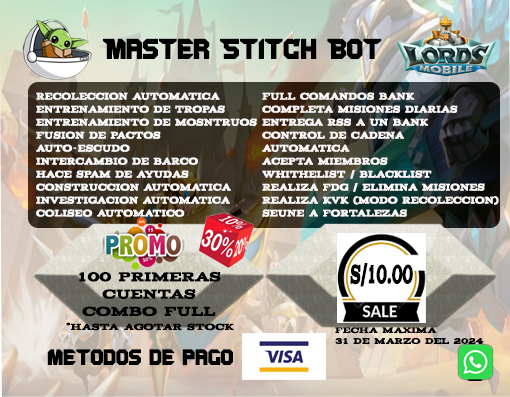 MASTER STITCH BOT
LORDS
MOBILE
RECOLECCION AUTOMATICA
ENTRENAMIENTO DE TROPAS
ENTRENAMIENTO DE MOSNTRUOS
FUSION DE PACTOS
AUTO-ESCUDO
INTERCAMBIO DE BARCO
HACE SPAM DE AYUDAS
CONSTRUCCION AUTOMATICA
INVESTIGACION AUTOMATICA
COLISEO AUTOMATICO
FULL COMANDOS BANK
COMPLETA MISIONES DIARIAS
ENTREGA RSS A UN BANK
CONTROL DE CADENA
AUTOMATICA
ACEPTA MIEMBROS
WHITHELIST / BLACKLIST
REALIZA FDG / ELIMINA MISIONES
REALIZA KVK (MODO RECOLECCION)
SEUNE A FORTALEZAS
PROMO
10%
30%
100 PRIMERAS
CUENTAS
COMBO FULL
*HASTA AGOTAR STOCK
S/10.00
SALE
FECHA MAXIMA
31 DE MARZO DEL 2024
METODOS DE PAGO
VISA